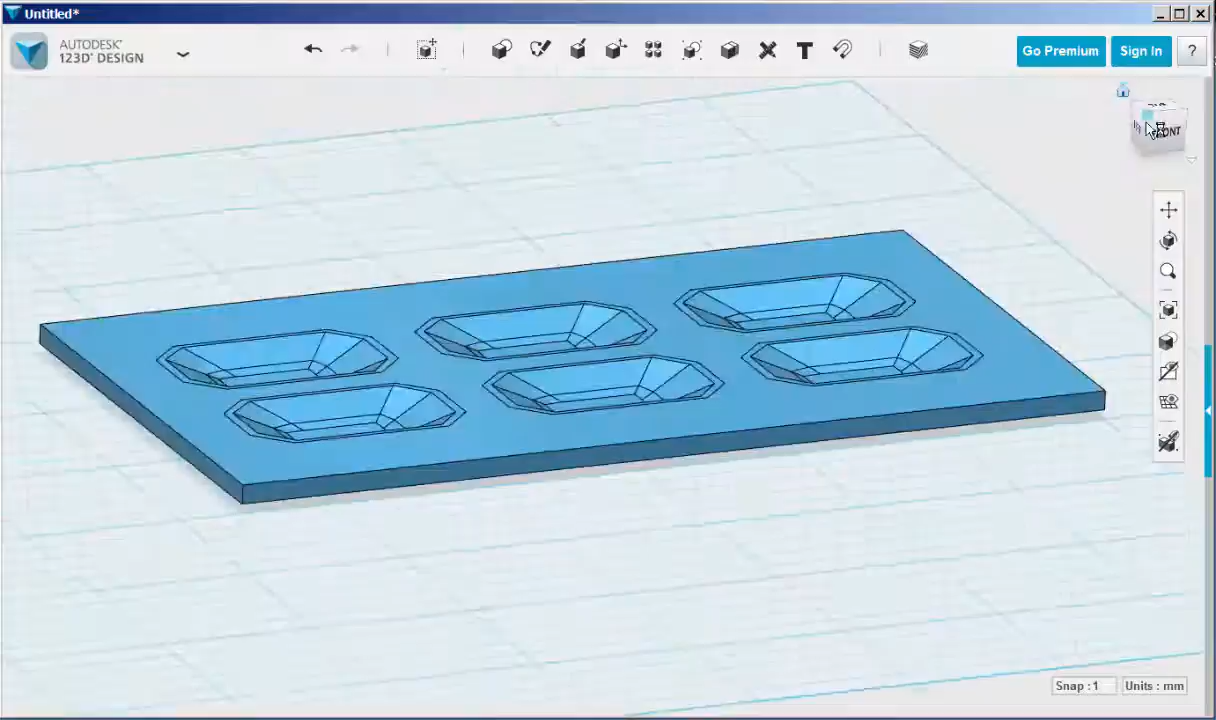 Untitled*
AUTODESK®
123D® DESIGN
Go Premium
Sign In
?
Snap : 1
Units : mm